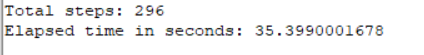 Total steps: 296
Elapsed time in seconds: 35.3990001678